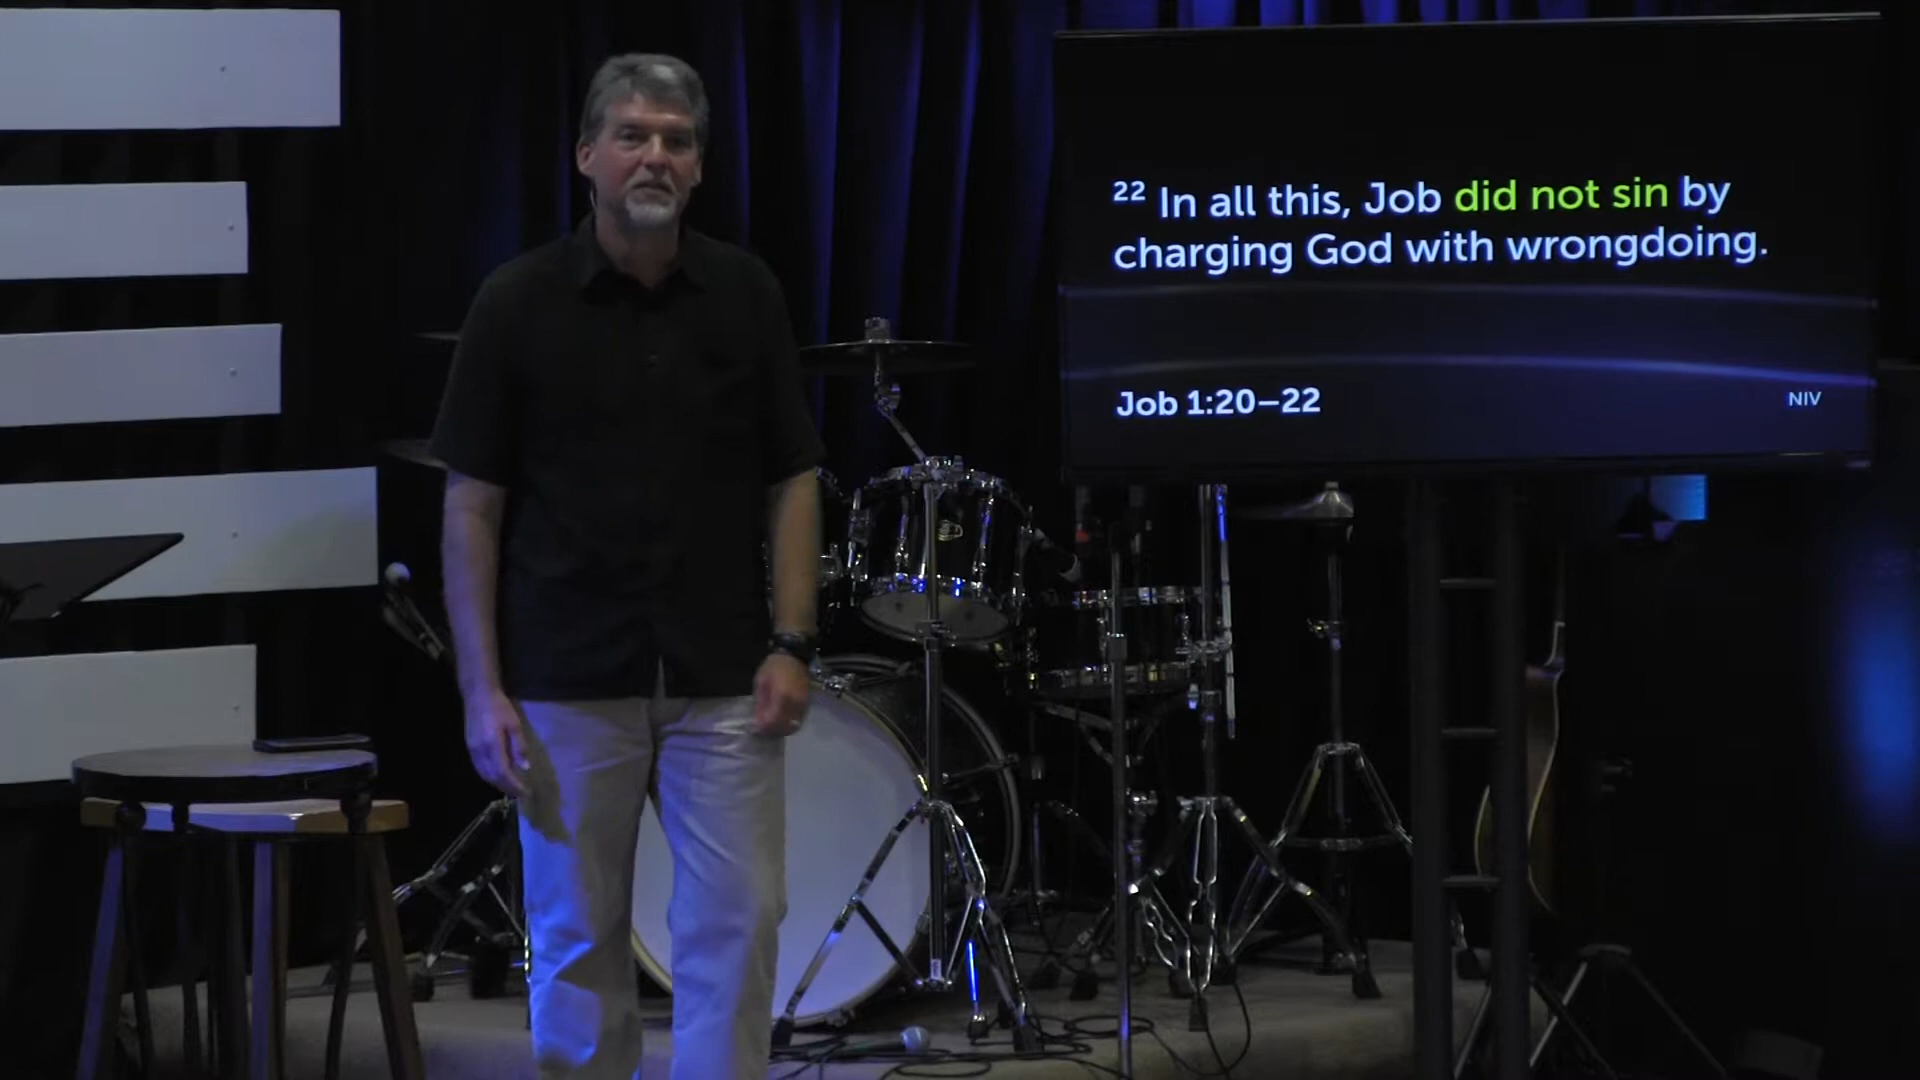 ²² In all this, Job did not sin by
charging God with wrongdoing.
Job 1:20–22
NIV